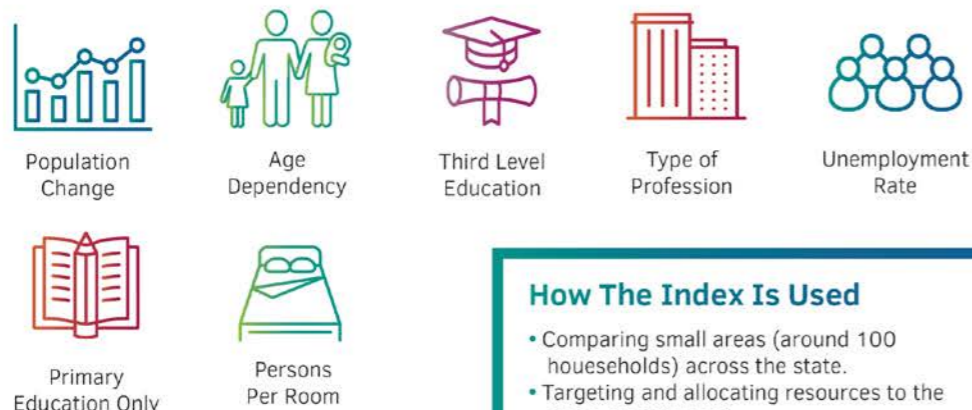 Population
Change
Age
Dependency
Third Level
Education
Type of
Profession
Unemployment
Rate
Primary
Education Only
Persons
Per Room
How The Index Is Used
• Comparing small areas (around 100
houeseholds) across the state.
• Targeting and allocating resources to the